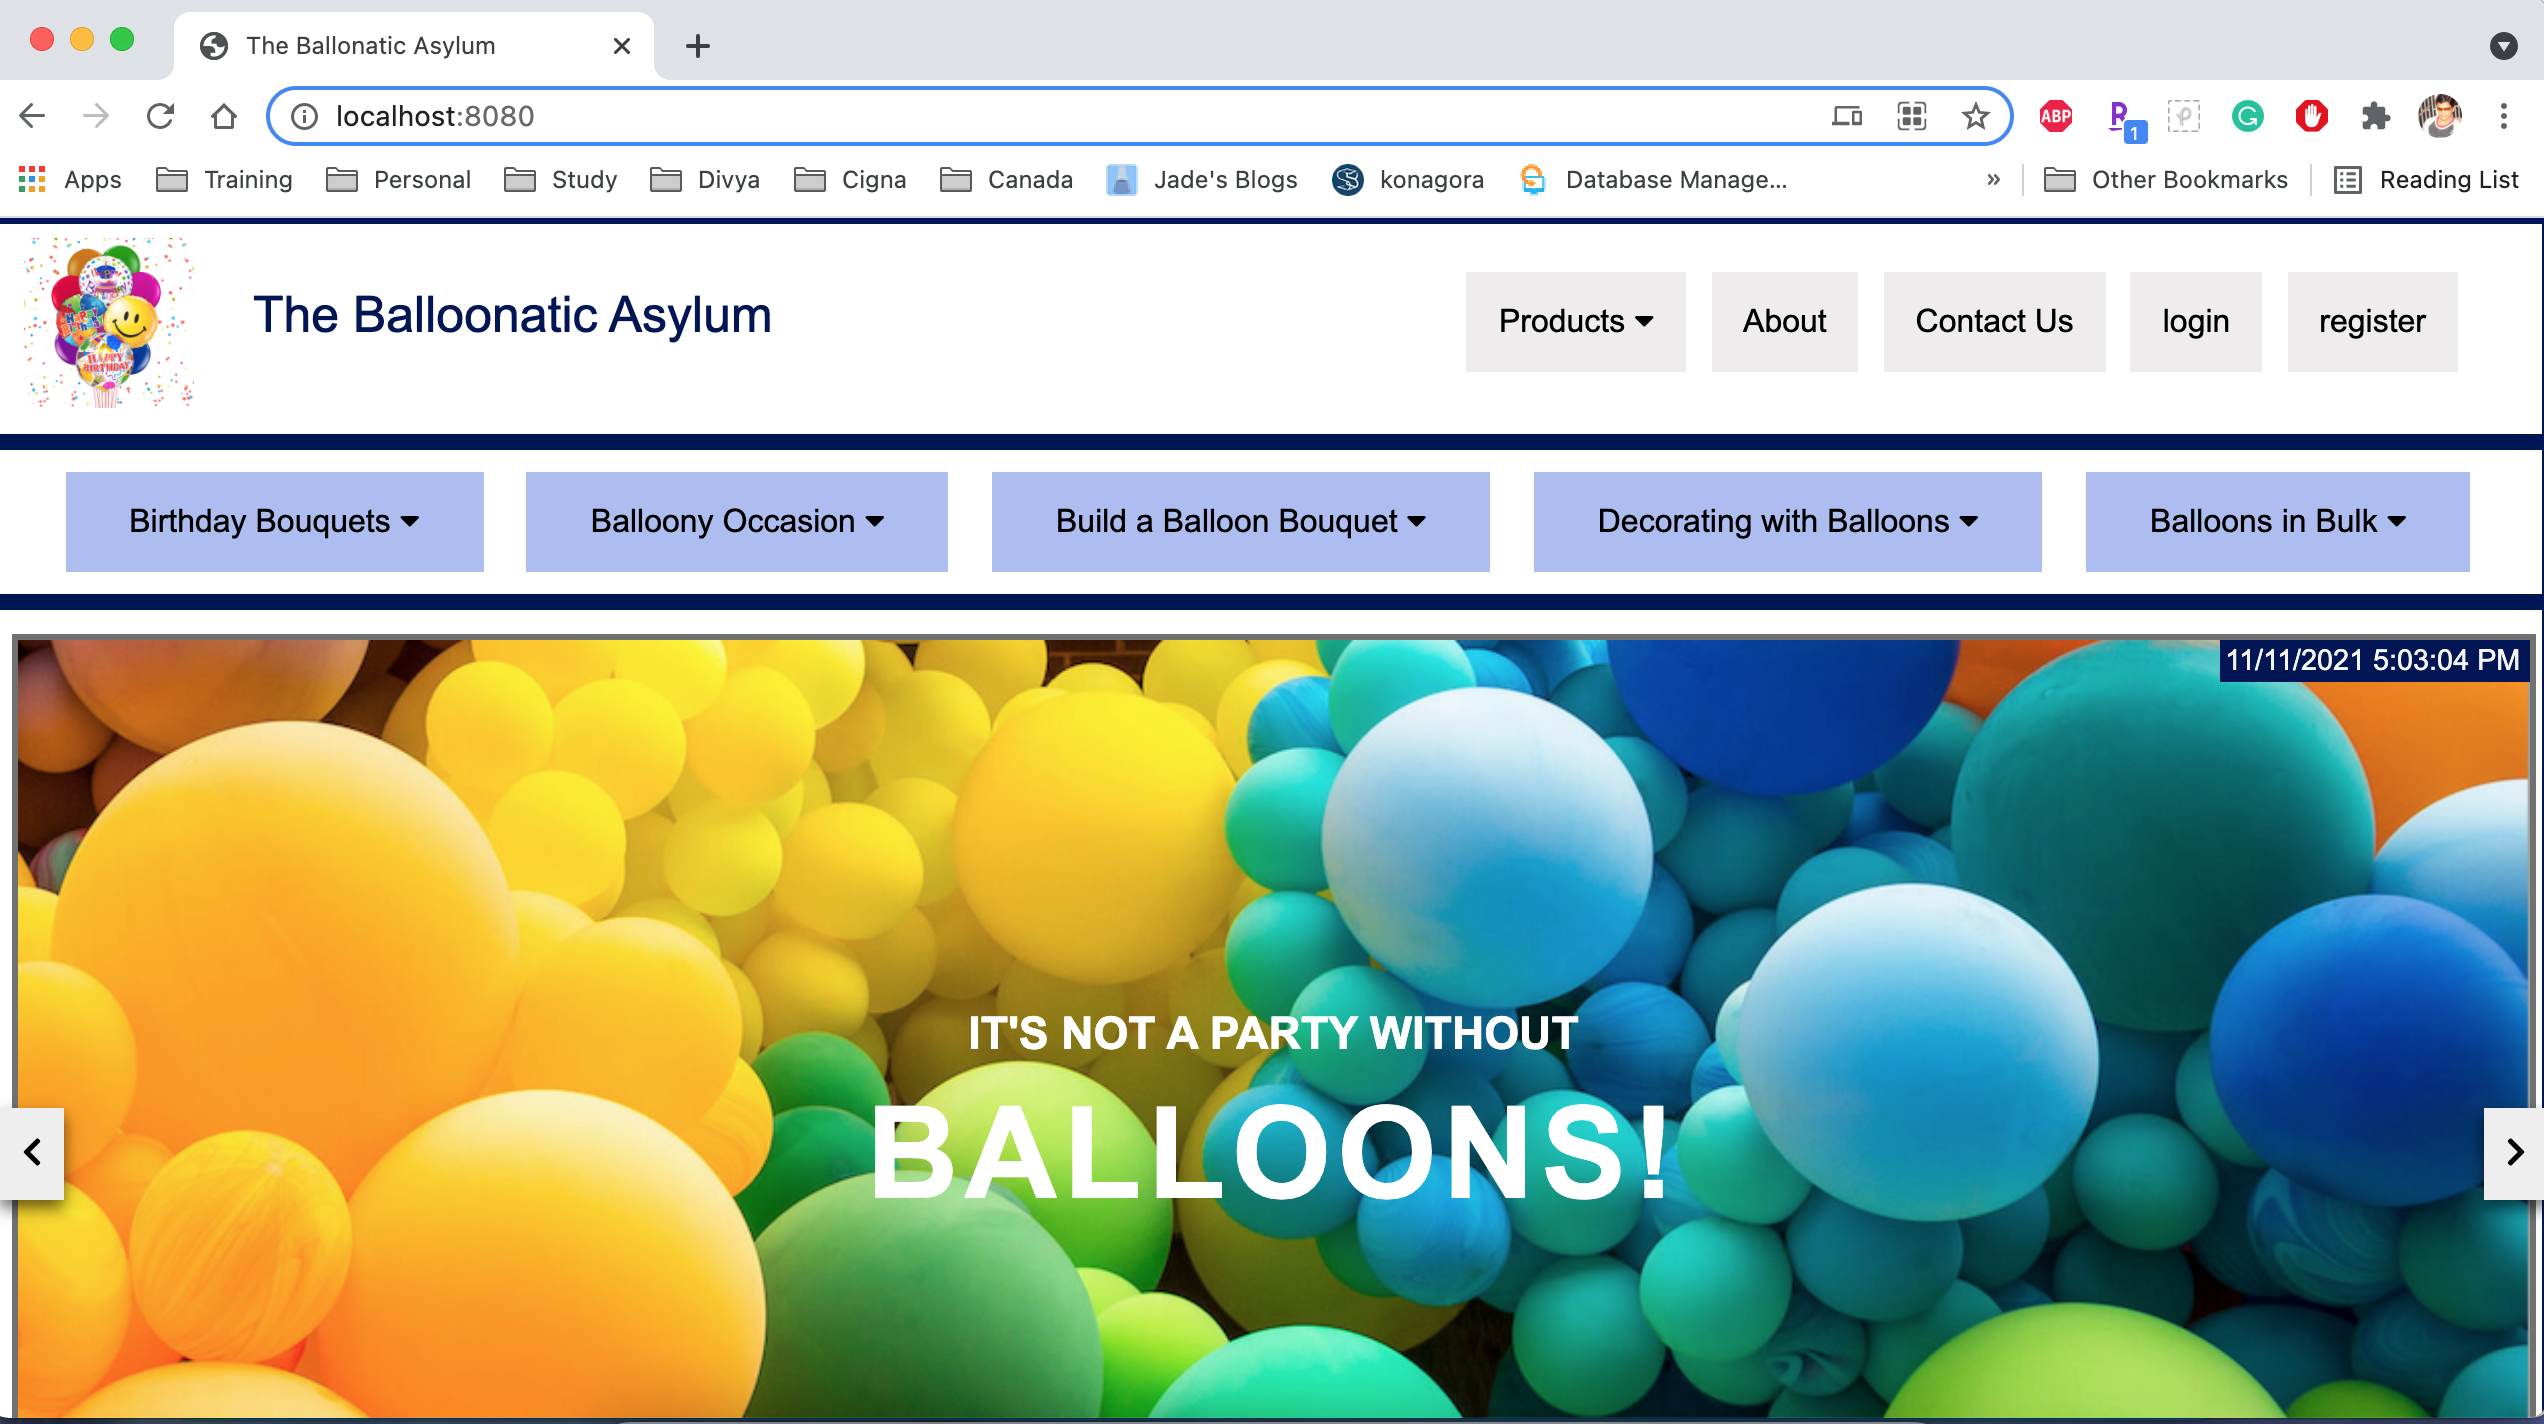 The Ballonatic Asylum
localhost:8080
ABP
1
Apps Training Personal Study Divya Cigna Canada Jade's Blogs konagora Database Manage... » Other Bookmarks Reading List
The Balloonatic Asylum
Products About Contact Us login register
HAPPY
BIRTHDAY
Birthday Bouquets Balloony Occasion Build a Balloon Bouquet Decorating with Balloons Balloons in Bulk
11/11/2021 5:03:04 PM
IT'S NOT A PARTY WITHOUT
BALLOONS!